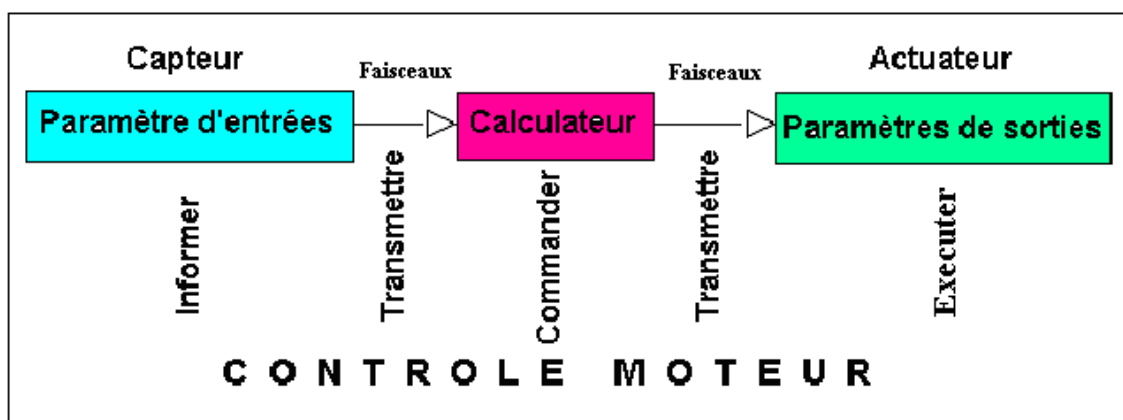 Capteur
Faisceaux
Faisceaux
Actuateur
Paramètre d'entrées
Calculateur
Paramètres de sorties
Informer
Transmettre
Commander
Transmettre
Executer
CONTROLE MOTEUR